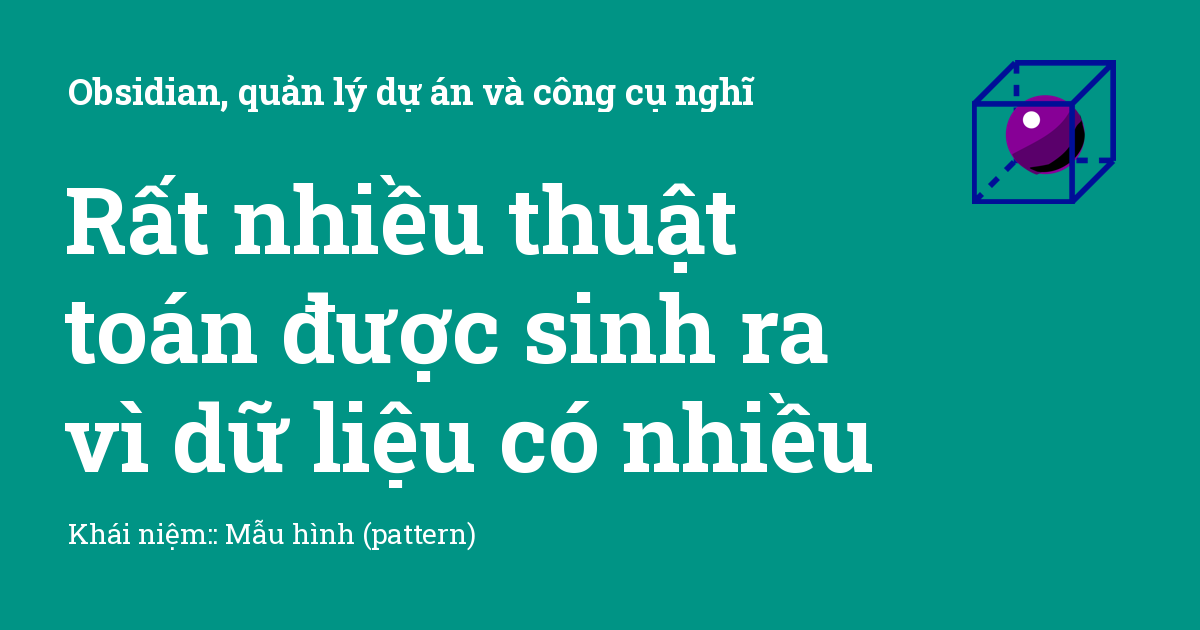 Obsidian, quản lý dự án và công cụ nghĩ
Rất nhiều thuật
toán được sinh ra
vì dữ liệu có nhiều
Khái niệm:: Mẫu hình (pattern)